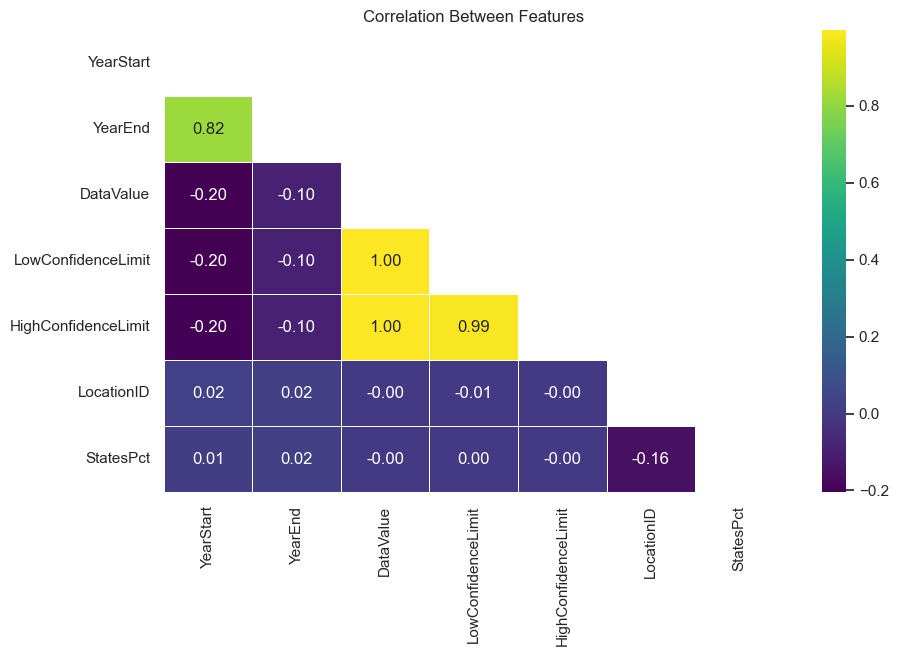 Correlation Between Features
YearStart
YearEnd
0.82
DataValue
-0.20 -0.10
LowConfidenceLimit
-0.20 -0.10 1.00
HighConfidenceLimit
-0.20 -0.10 1.00 0.99
LocationID
0.02 0.02 -0.00 -0.01 -0.00
StatesPct
0.01 0.02 -0.00 0.00 -0.00 -0.16
YearStart
YearEnd
DataValue
LowConfidenceLimit
HighConfidenceLimit
LocationID
StatesPct
0.8
0.6
0.4
0.2
0.0
−0.2